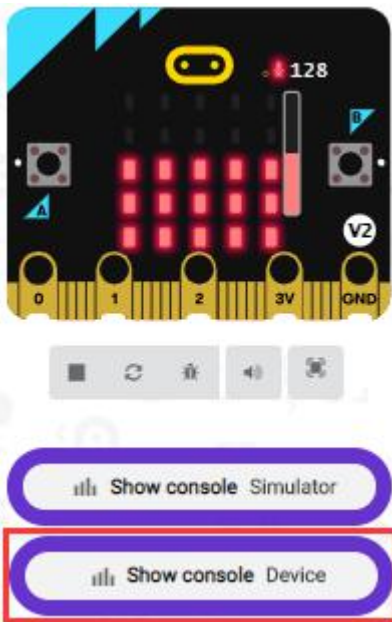 128
B
A
V2
0 1 2 3V GND
Show console Simulator
Show console Device